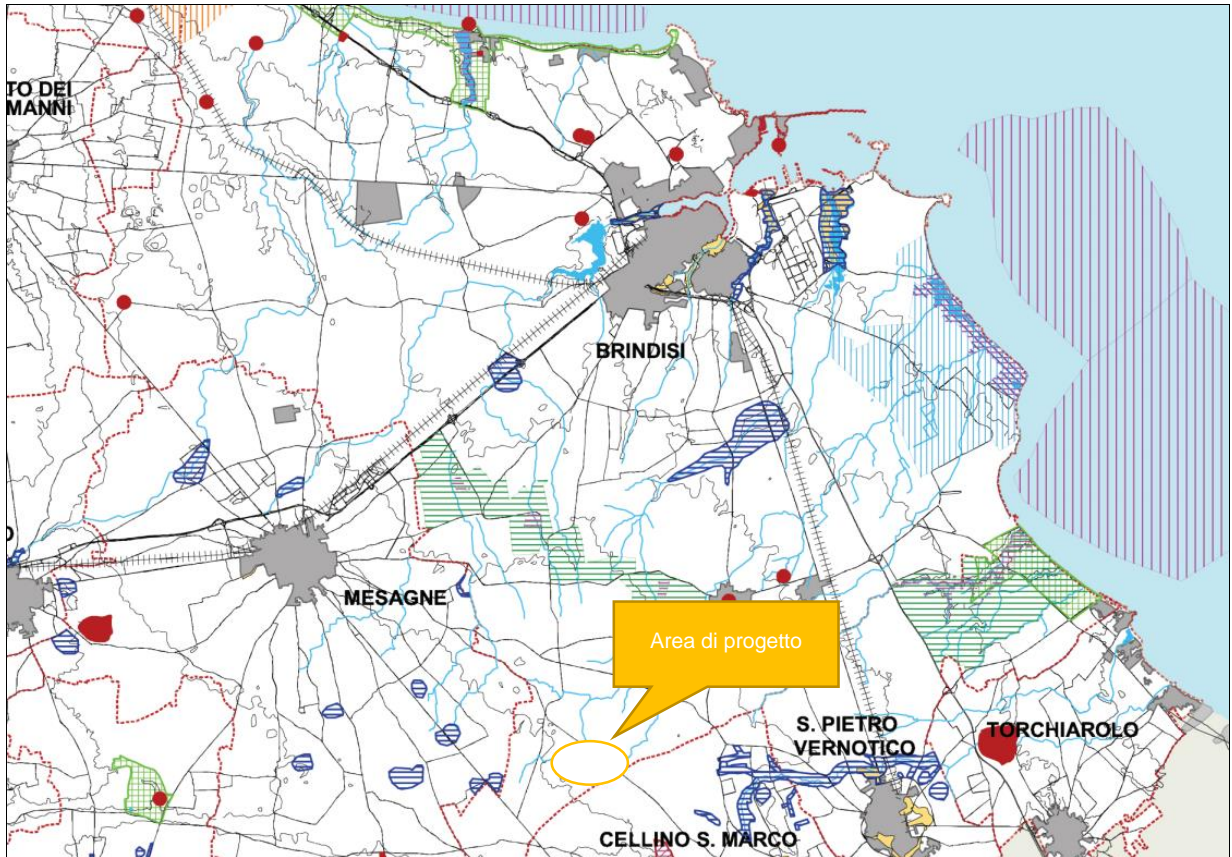 TO DEI
MANNI
BRINDISI
O
MESAGNE
Area di progetto
S. PIETRO
VERNOTICO
TORCHIAROLO
CELLINO S. MARCO